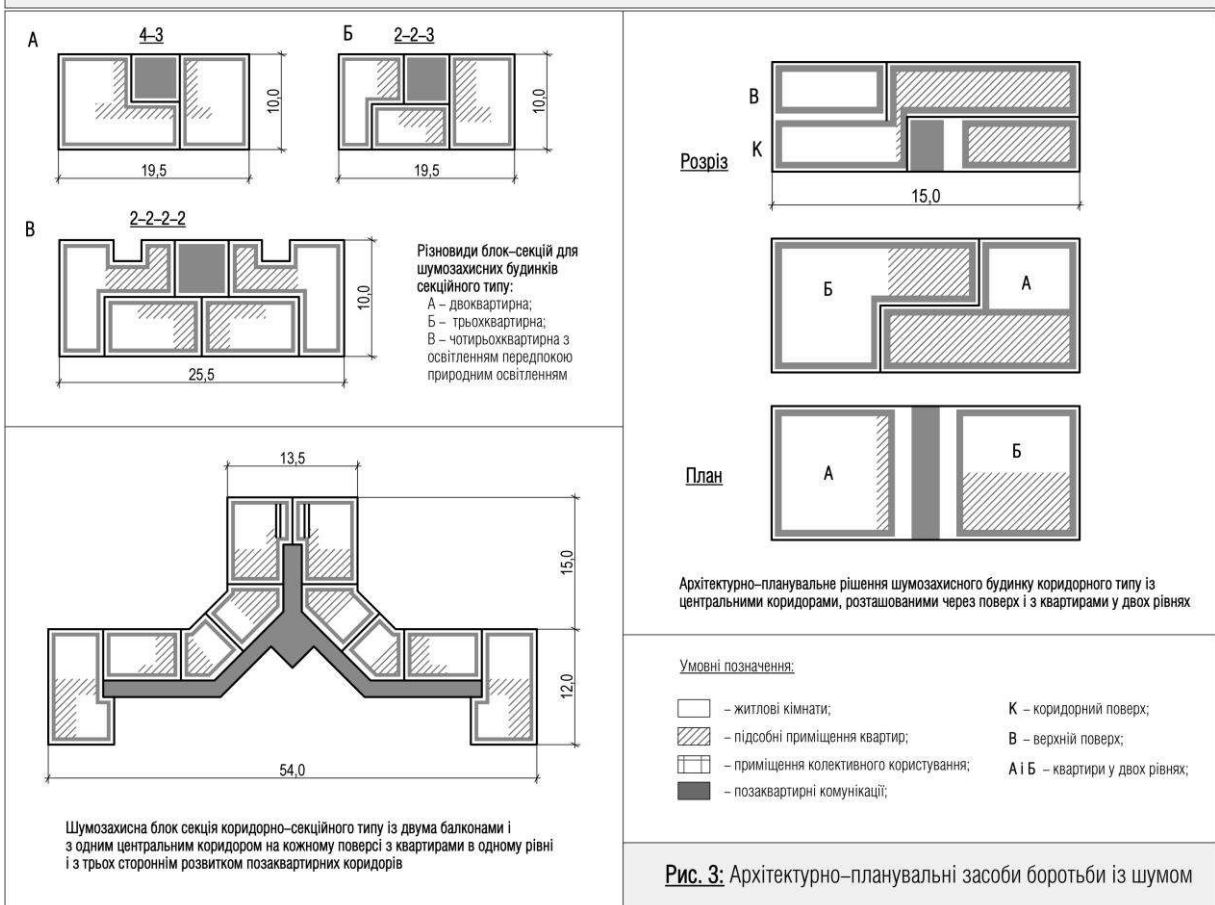 А
4–3
10,0
19,5
Б
2–2–3
10,0
19,5
В
2–2–2–2
10,0
25,5
Різновиди блок–секцій для
шумозахисних будинків
секційного типу:
А – двоквартирна;
Б – трьохквартирна;
В – чотирьохквартирна з
освітленням передпокою
природним освітленням
13,5
15,0
12,0
54,0
Шумозахисна блок секція коридорно–секційного типу із двума балконами і
з одним центральним коридором на кожному поверсі з квартирами в одному рівні
і з трьох стороннім розвитком позаквартирних коридорів
В
К
Розріз
15,0
Б
А
План
А
Б
Архітектурно–планувальне рішення шумозахисного будинку коридорного типу із
центральними коридорами, розташованими через поверх і з квартирами у двох рівнях
Умовні позначення:
– житлові кімнати;
– підсобні приміщення квартир;
– приміщення колективного користування;
– позаквартирні комунікації;
К – коридорний поверх;
В – верхній поверх;
А і Б – квартири у двох рівнях;
Рис. 3: Архітектурно–планувальні засоби боротьби із шумом